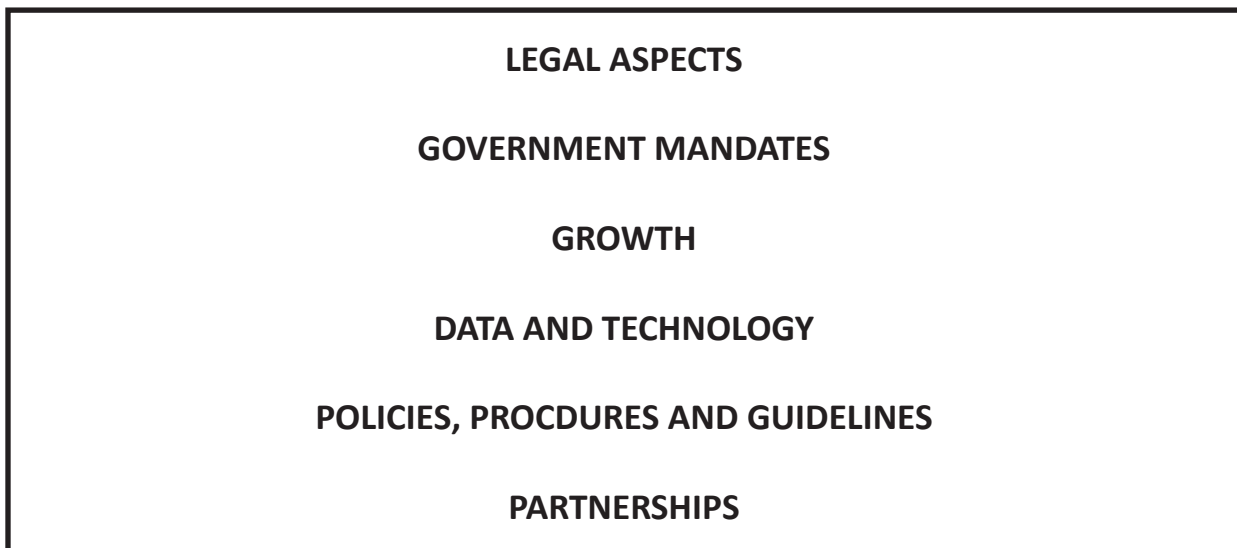 LEGAL ASPECTS
GOVERNMENT MANDATES
GROWTH
DATA AND TECHNOLOGY
POLICIES, PROCDURES AND GUIDELINES
PARTNERSHIPS